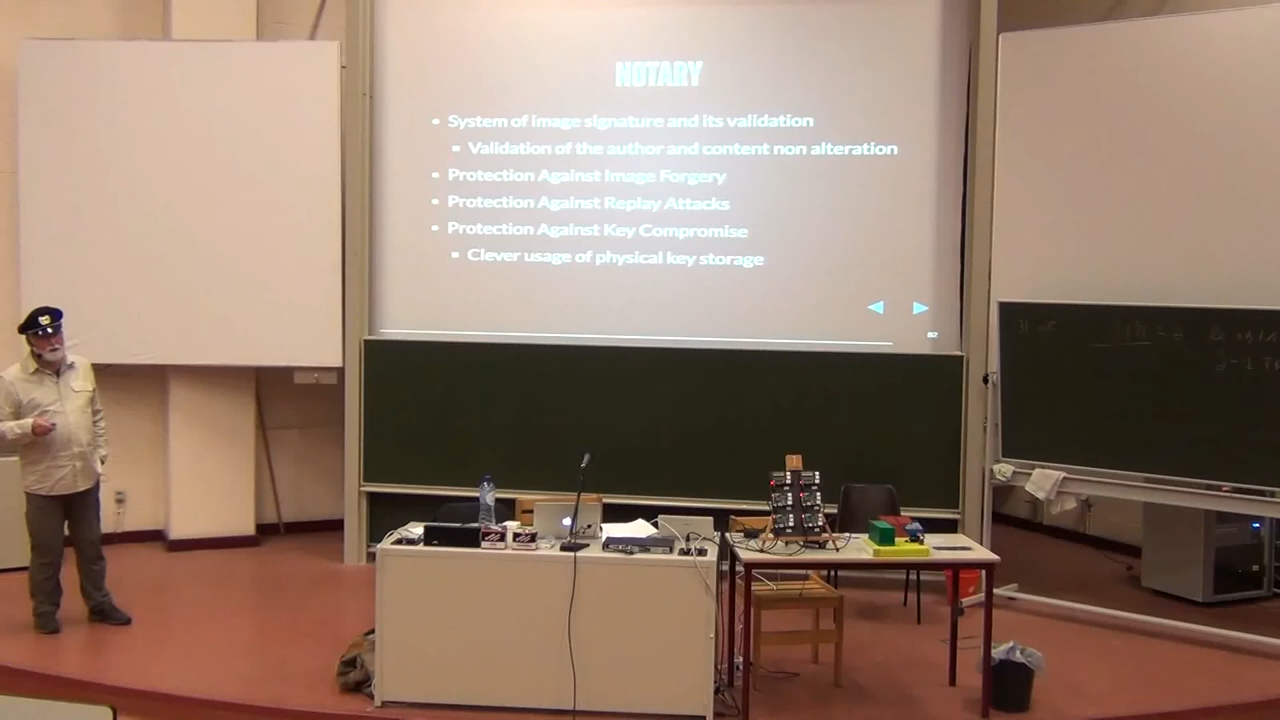 NOTARY
• System of image signature and its validation
▪ Validation of the author and content non alteration
• Protection Against Image Forgery
• Protection Against Replay Attacks
• Protection Against Key Compromise
▪ Clever usage of physical key storage